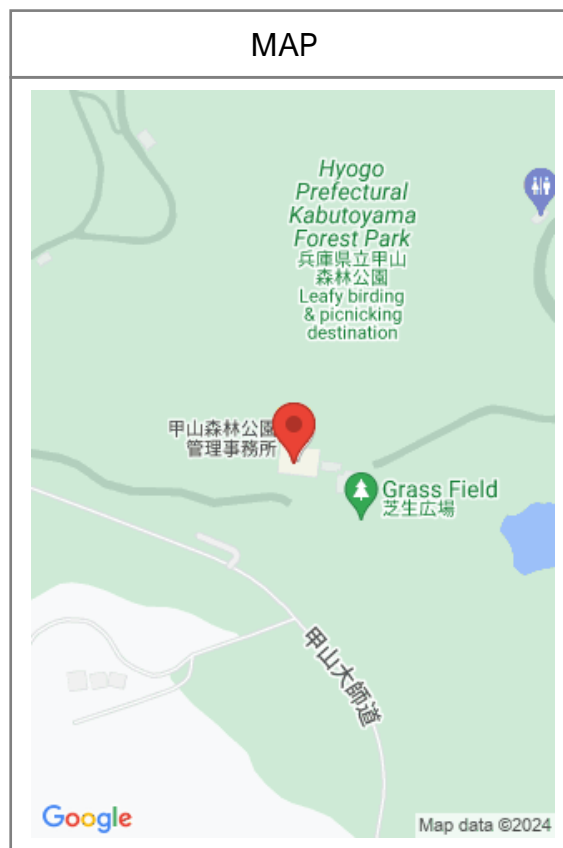 MAP
Hyogo
Prefectural
Kabutoyama
Forest Park
兵庫県立甲山
森林公園
Leafy birding
& picnicking
destination
甲山森林公園
管理事務所
Grass Field
芝生広場
甲山大師道
Google
Map data ©2024